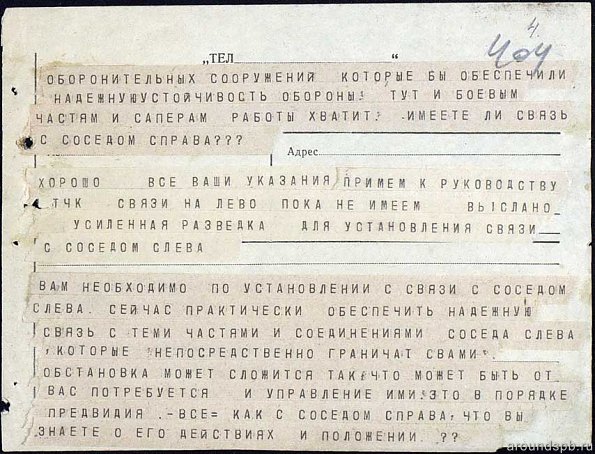 4.
404
„ТЕЛ “
ОБОРОНИТЕЛЬНЫХ СООРУЖЕНИЙ КОТОРЫЕ БЫ ОБЕСПЕЧИЛИ
НАДЕЖНУЮУСТОЙЧИВОСТЬ ОБОРОНЫ. ТУТ И БОЕВЫМ
ЧАСТЯМ И САПЕРАМ РАБОТЫ ХВАТИТ. ИМЕЕТЕ ЛИ СВЯЗЬ
С СОСЕДОМ СПРАВА???
Адрес
ХОРОШО ВСЕ ВАШИ УКАЗАНИЯ ПРИМЕМ К РУКОВОДСТВУ
ТЧК СВЯЗИ НА ЛЕВО ПОКА НЕ ИМЕЕМ ВЫСЛАНО
УСИЛЕННАЯ РАЗВЕДКА ДЛЯ УСТАНОВЛЕНИЯ СВЯЗИ
С СОСЕДОМ СЛЕВА
ВАМ НЕОБХОДИМО ПО УСТАНОВЛЕНИИ С СВЯЗИ С СОСЕДОМ
СЛЕВА. СЕЙЧАС ПРАКТИЧЕСКИ ОБЕСПЕЧИТЬ НАДЕЖНУЮ
СВЯЗЬ С ТЕМИ ЧАСТЯМИ И СОЕДИНЕНИЯМИ СОСЕДА СЛЕВА
,КОТОРЫЕ НЕПОСРЕДСТВЕННО ГРАНИЧАТ СВАМИ.
ОБСТАНОВКА МОЖЕТ СЛОЖИТСЯ ТАК,ЧТО МОЖЕТ БЫТЬ ОТ
ВАС ПОТРЕБУЕТСЯ И УПРАВЛЕНИЕ ИМИ.ЭТО В ПОРЯДКЕ
ПРЕДВИДИЯ .-ВСЕ= КАК С СОСЕДОМ СПРАВА,ЧТО ВЫ
ЗНАЕТЕ О ЕГО ДЕЙСТВИЯХ И ПОЛОЖЕНИИ. ??
aroundspb.ru